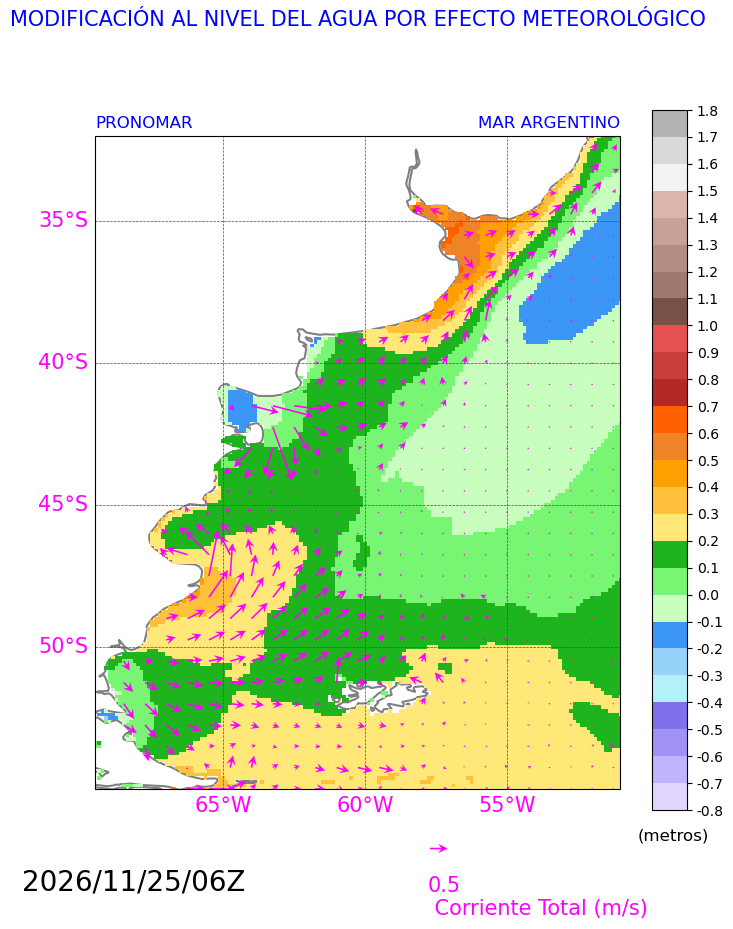 MODIFICACIÓN AL NIVEL DEL AGUA POR EFECTO METEOROLÓGICO
PRONOMAR
MAR ARGENTINO
35°S
40°S
45°S
50°S
65°W
60°W
55°W
1.8
1.7
1.6
1.5
1.4
1.3
1.2
1.1
1.0
0.9
0.8
0.7
0.6
0.5
0.4
0.3
0.2
0.1
0.0
-0.1
-0.2
-0.3
-0.4
-0.5
-0.6
-0.7
-0.8
(metros)
2026/11/25/06Z
0.5
Corriente Total (m/s)